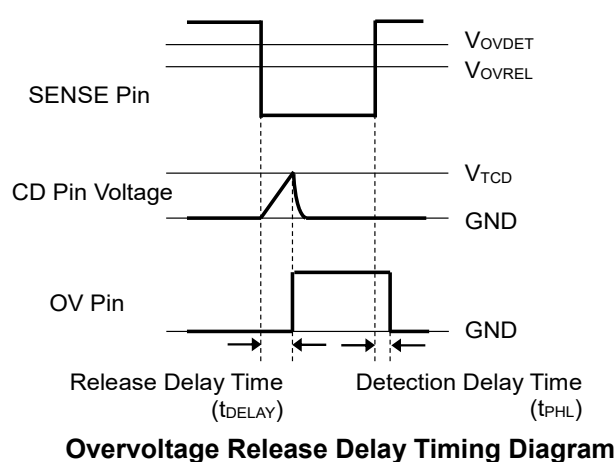 VOVDET
VOVREL
SENSE Pin
VTCD
CD Pin Voltage
GND
OV Pin
GND
Release Delay Time
(tDELAY)
Detection Delay Time
(tPHL)
Overvoltage Release Delay Timing Diagram